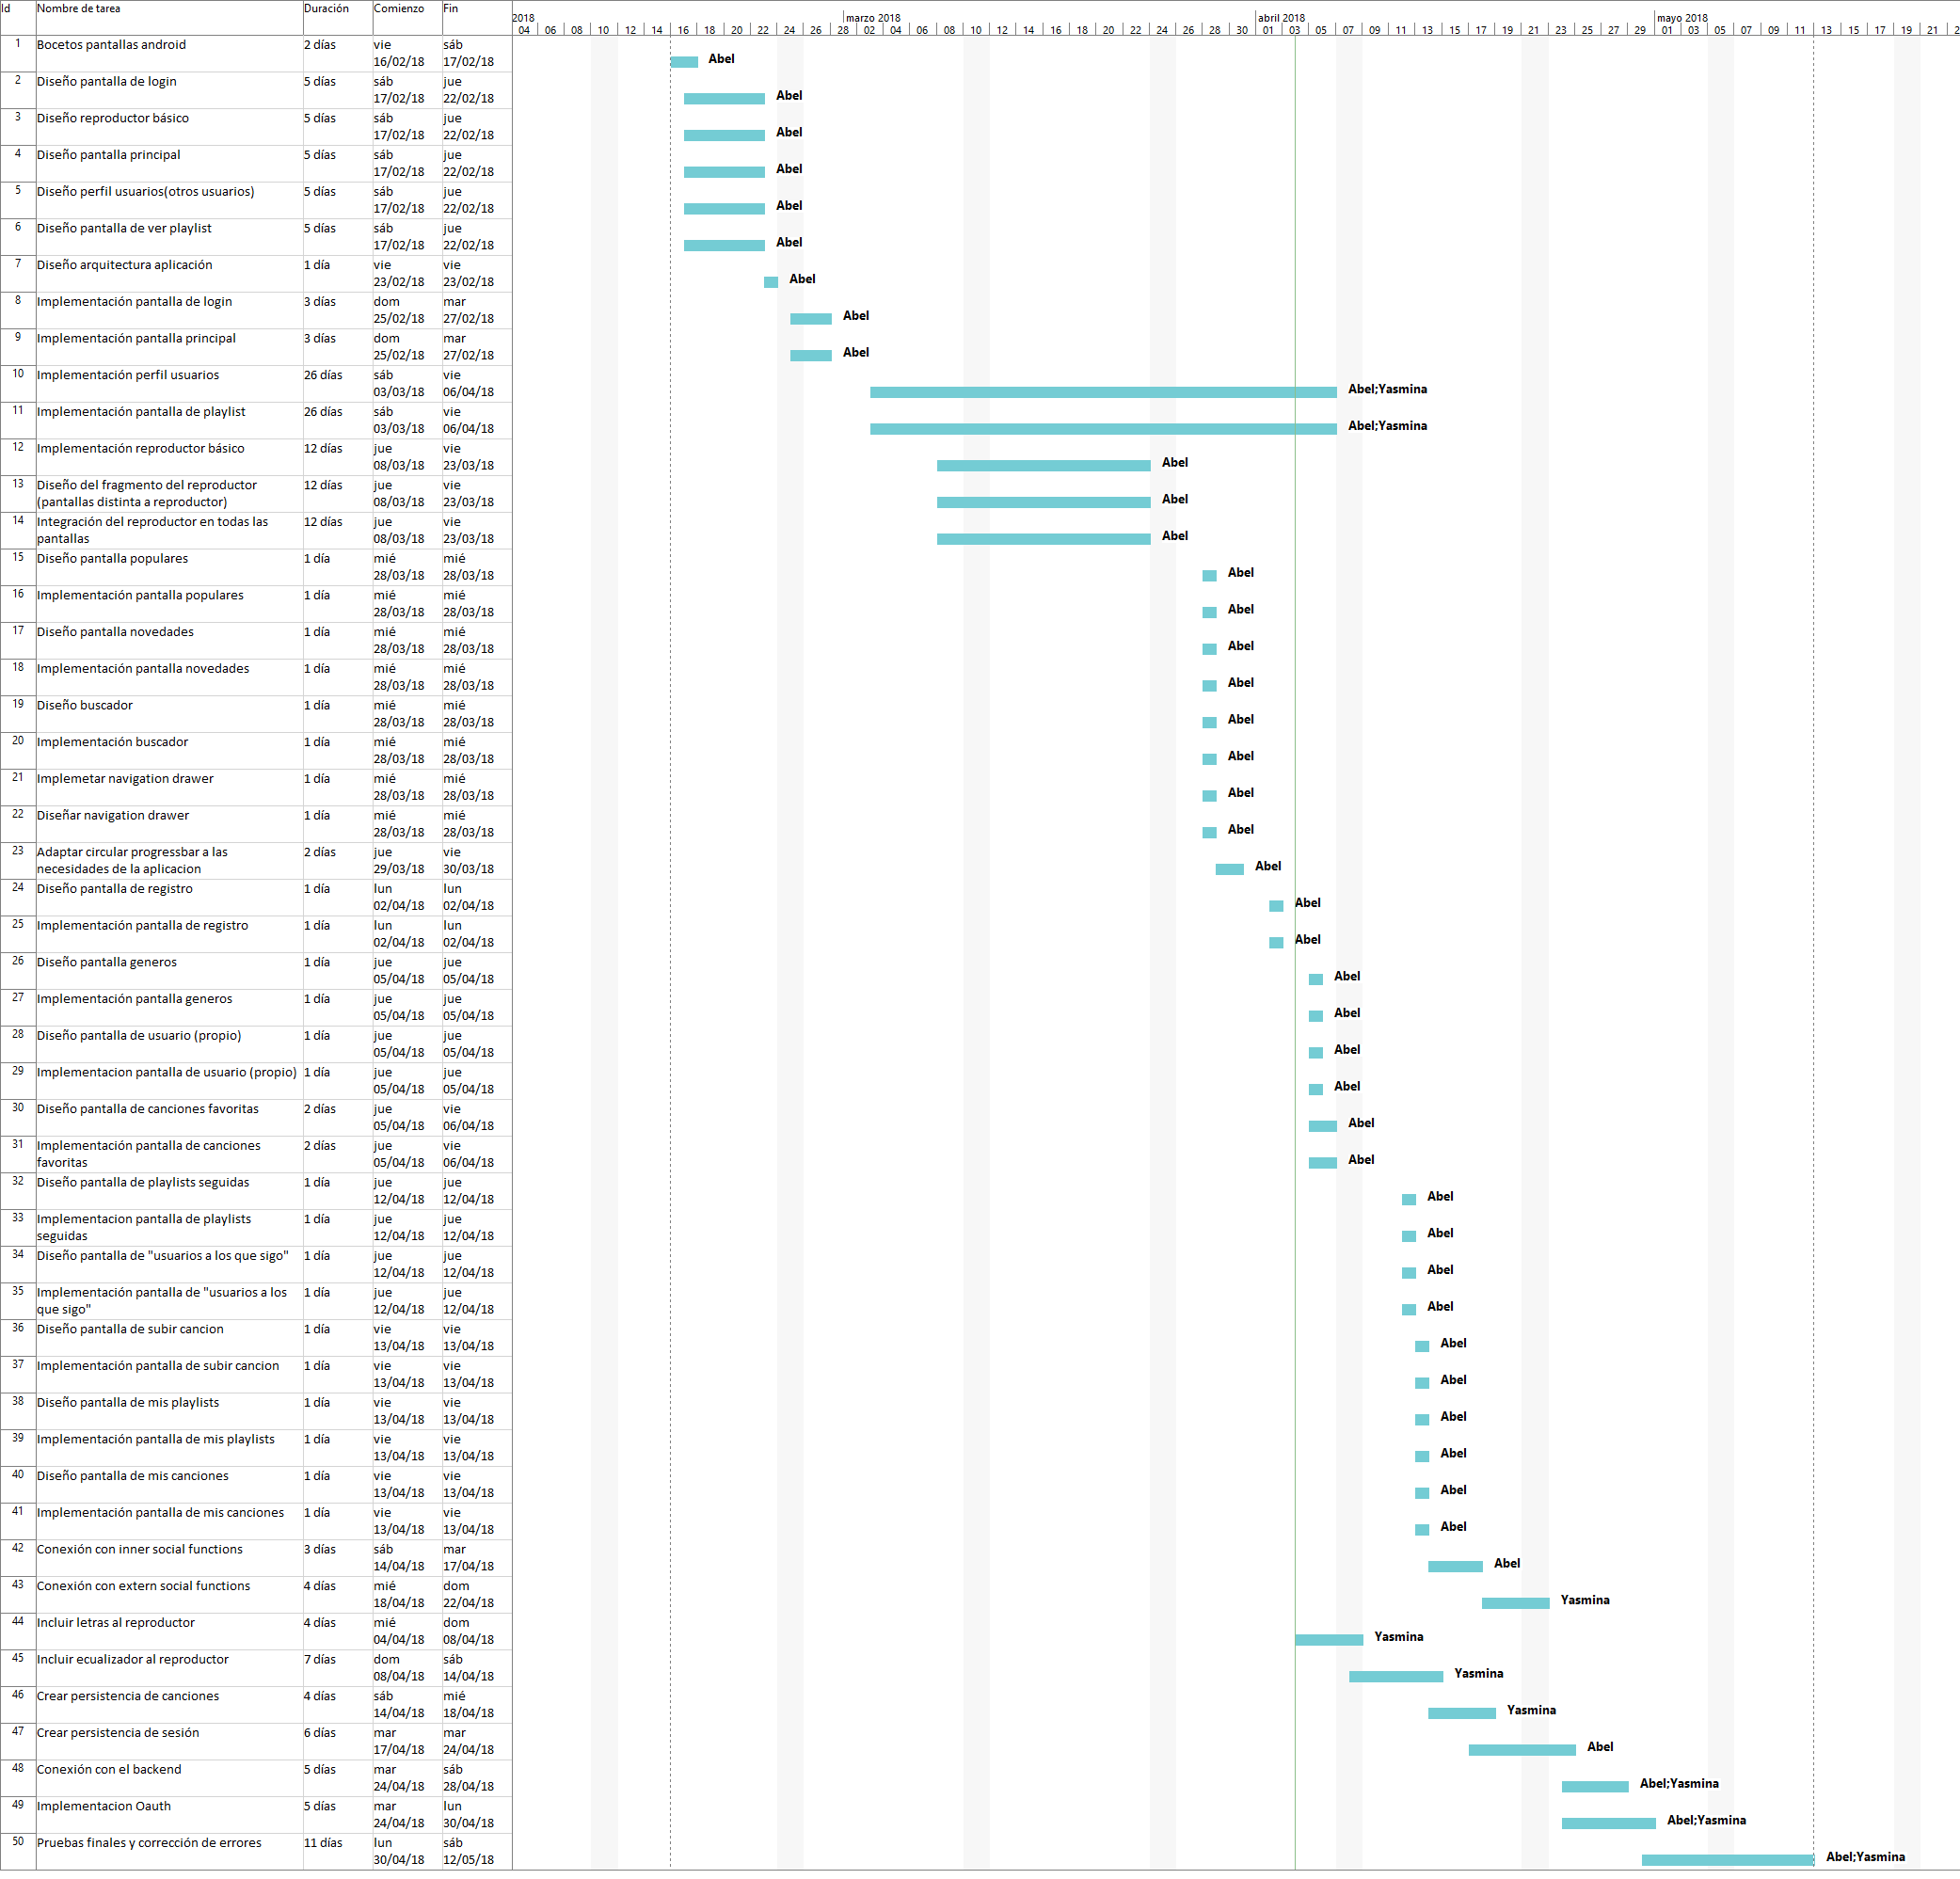 Id Nombre de tarea Duración Comienzo Fin
2018 marzo 2018 abril 2018 mayo 2018
04 06 08 10 12 14 16 18 20 22 24 26 28 02 04 06 08 10 12 14 16 18 20 22 24 26 28 30 01 03 05 07 09 11 13 15 17 19 21 23 25 27 29 01 03 05 07 09 11 13 15 17 19 21 2
1 Bocetos pantallas android 2 días vie sáb
16/02/18 17/02/18 Abel
2 Diseño pantalla de login 5 días sáb jue
17/02/18 22/02/18 Abel
3 Diseño reproductor básico 5 días sáb jue
17/02/18 22/02/18 Abel
4 Diseño pantalla principal 5 días sáb jue
17/02/18 22/02/18 Abel
5 Diseño perfil usuarios(otros usuarios) 5 días sáb jue
17/02/18 22/02/18 Abel
6 Diseño pantalla de ver playlist 5 días sáb jue
17/02/18 22/02/18 Abel
7 Diseño arquitectura aplicación 1 día vie vie
23/02/18 23/02/18 Abel
8 Implementación pantalla de login 3 días dom mar
25/02/18 27/02/18 Abel
9 Implementación pantalla principal 3 días dom mar
25/02/18 27/02/18 Abel
10 Implementación perfil usuarios 26 días sáb vie
03/03/18 06/04/18 Abel;Yasmina
11 Implementación pantalla de playlist 26 días sáb vie
03/03/18 06/04/18 Abel;Yasmina
12 Implementación reproductor básico 12 días jue vie
08/03/18 23/03/18 Abel
13 Diseño del fragmento del reproductor 12 días jue vie
(pantallas distinta a reproductor) 08/03/18 23/03/18 Abel
14 Integración del reproductor en todas las 12 días jue vie
pantallas 08/03/18 23/03/18 Abel
15 Diseño pantalla populares 1 día mié mié
28/03/18 28/03/18 Abel
16 Implementación pantalla populares 1 día mié mié
28/03/18 28/03/18 Abel
17 Diseño pantalla novedades 1 día mié mié
28/03/18 28/03/18 Abel
18 Implementación pantalla novedades 1 día mié mié
28/03/18 28/03/18 Abel
19 Diseño buscador 1 día mié mié
28/03/18 28/03/18 Abel
20 Implementación buscador 1 día mié mié
28/03/18 28/03/18 Abel
21 Implemetar navigation drawer 1 día mié mié
28/03/18 28/03/18 Abel
22 Diseñar navigation drawer 1 día mié mié
28/03/18 28/03/18 Abel
23 Adaptar circular progressbar a las 2 días jue vie
necesidades de la aplicacion 29/03/18 30/03/18 Abel
24 Diseño pantalla de registro 1 día lun lun
02/04/18 02/04/18 Abel
25 Implementación pantalla de registro 1 día lun lun
02/04/18 02/04/18 Abel
26 Diseño pantalla generos 1 día jue jue
05/04/18 05/04/18 Abel
27 Implementación pantalla generos 1 día jue jue
05/04/18 05/04/18 Abel
28 Diseño pantalla de usuario (propio) 1 día jue jue
05/04/18 05/04/18 Abel
29 Implementacion pantalla de usuario (propio) 1 día jue jue
05/04/18 05/04/18 Abel
30 Diseño pantalla de canciones favoritas 2 días jue vie
05/04/18 06/04/18 Abel
31 Implementación pantalla de canciones 2 días jue vie
favoritas 05/04/18 06/04/18 Abel
32 Diseño pantalla de playlists seguidas 1 día jue jue
12/04/18 12/04/18 Abel
33 Implementacion pantalla de playlists 1 día jue jue
seguidas 12/04/18 12/04/18 Abel
34 Diseño pantalla de "usuarios a los que sigo" 1 día jue jue
12/04/18 12/04/18 Abel
35 Implementación pantalla de "usuarios a los 1 día jue jue
que sigo" 12/04/18 12/04/18 Abel
36 Diseño pantalla de subir cancion 1 día vie vie
13/04/18 13/04/18 Abel
37 Implementación pantalla de subir cancion 1 día vie vie
13/04/18 13/04/18 Abel
38 Diseño pantalla de mis playlists 1 día vie vie
13/04/18 13/04/18 Abel
39 Implementación pantalla de mis playlists 1 día vie vie
13/04/18 13/04/18 Abel
40 Diseño pantalla de mis canciones 1 día vie vie
13/04/18 13/04/18 Abel
41 Implementación pantalla de mis canciones 1 día vie vie
13/04/18 13/04/18 Abel
42 Conexión con inner social functions 3 días sáb mar
14/04/18 17/04/18 Abel
43 Conexión con extern social functions 4 días mié dom
18/04/18 22/04/18 Yasmina
44 Incluir letras al reproductor 4 días mié dom
04/04/18 08/04/18 Yasmina
45 Incluir ecualizador al reproductor 7 días dom sáb
08/04/18 14/04/18 Yasmina
46 Crear persistencia de canciones 4 días sáb mié
14/04/18 18/04/18 Yasmina
47 Crear persistencia de sesión 6 días mar mar
17/04/18 24/04/18 Abel
48 Conexión con el backend 5 días mar sáb
24/04/18 28/04/18 Abel;Yasmina
49 Implementacion Oauth 5 días mar lun
24/04/18 30/04/18 Abel;Yasmina
50 Pruebas finales y corrección de errores 11 días lun sáb
30/04/18 12/05/18 Abel;Yasmina